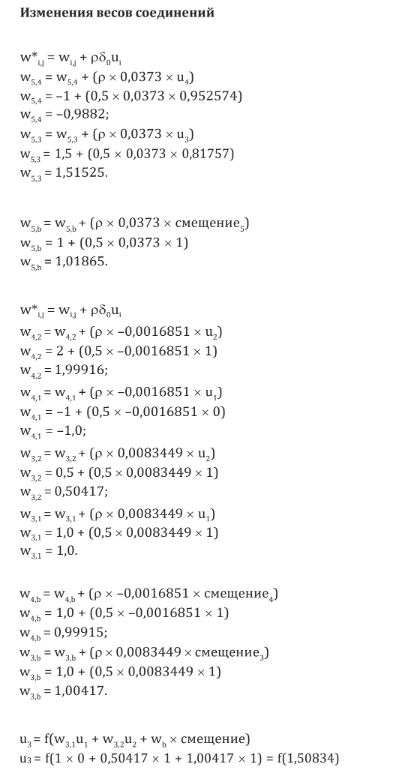 Изменения весов соединений
w*i,j = wi,j + ρδ0ui
w5,4 = w5,4 + (ρ × 0,0373 × u4)
w5,4 = –1 + (0,5 × 0,0373 × 0,952574)
w5,4 = –0,9882;
w5,3 = w5,3 + (ρ × 0,0373 × u3)
w5,3 = 1,5 + (0,5 × 0,0373 × 0,81757)
w5,3 = 1,51525.
w5,b = w5,b + (ρ × 0,0373 × смещение5)
w5,b = 1 + (0,5 × 0,0373 × 1)
w5,b = 1,01865.
w*i,j = wi,j + ρδ0ui
w4,2 = w4,2 + (ρ × –0,0016851 × u2)
w4,2 = 2 + (0,5 × –0,0016851 × 1)
w4,2 = 1,99916;
w4,1 = w4,1 + (ρ × –0,0016851 × u1)
w4,1 = –1 + (0,5 × –0,0016851 × 0)
w4,1 = –1,0;
w3,2 = w3,2 + (ρ × 0,0083449 × u2)
w3,2 = 0,5 + (0,5 × 0,0083449 × 1)
w3,2 = 0,50417;
w3,1 = w3,1 + (ρ × 0,0083449 × u1)
w3,1 = 1,0 + (0,5 × 0,0083449 × 1)
w3,1 = 1,0.
w4,b = w4,b + (ρ × –0,0016851 × смещение4)
w4,b = 1,0 + (0,5 × –0,0016851 × 1)
w4,b = 0,99915;
w3,b = w3,b + (ρ × 0,0083449 × смещение3)
w3,b = 1,0 + (0,5 × 0,0083449 × 1)
w3,b = 1,00417.
u3 = f(w3,1u1 + w3,2u2 + wb × смещение)
u3 = f(1 × 0 + 0,50417 × 1 + 1,00417 × 1) = f(1,50834)